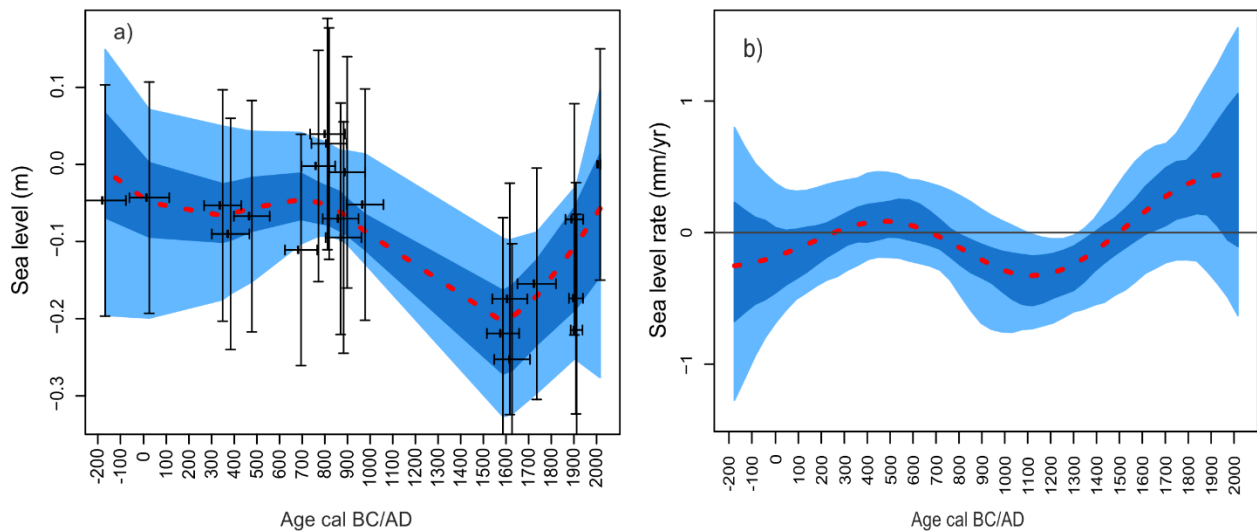 a)
Sea level (m)
0.1
0.0
−0.1
−0.2
−0.3
-200 -100 0 100 200 300 400 500 600 700 800 900 1000 1100 1200 1300 1400 1500 1600 1700 1800 1900 2000
Age cal BC/AD
b)
Sea level rate (mm/yr)
1
0
−1
-200 -100 0 100 200 300 400 500 600 700 800 900 1000 1100 1200 1300 1400 1500 1600 1700 1800 1900 2000
Age cal BC/AD